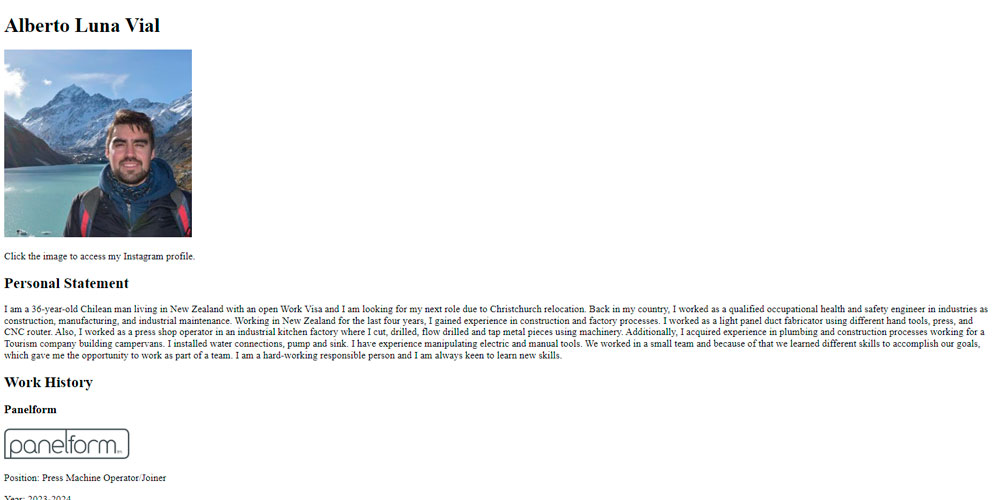 Alberto Luna Vial
Click the image to access my Instagram profile.
Personal Statement
I am a 36-year-old Chilean man living in New Zealand with an open Work Visa and I am looking for my next role due to Christchurch relocation. Back in my country, I worked as a qualified occupational health and safety engineer in industries as
construction, manufacturing, and industrial maintenance. Working in New Zealand for the last four years, I gained experience in construction and factory processes. I worked as a light panel duct fabricator using different hand tools, press, and
CNC router. Also, I worked as a press shop operator in an industrial kitchen factory where I cut, drilled, flow drilled and tap metal pieces using machinery. Additionally, I acquired experience in plumbing and construction processes working for a
Tourism company building campervans. I installed water connections, pump and sink. I have experience manipulating electric and manual tools. We worked in a small team and because of that we learned different skills to accomplish our goals,
which gave me the opportunity to work as part of a team. I am a hard-working responsible person and I am always keen to learn new skills.
Work History
Panelform
panelform
Position: Press Machine Operator/Joiner
Year: 2023-2024